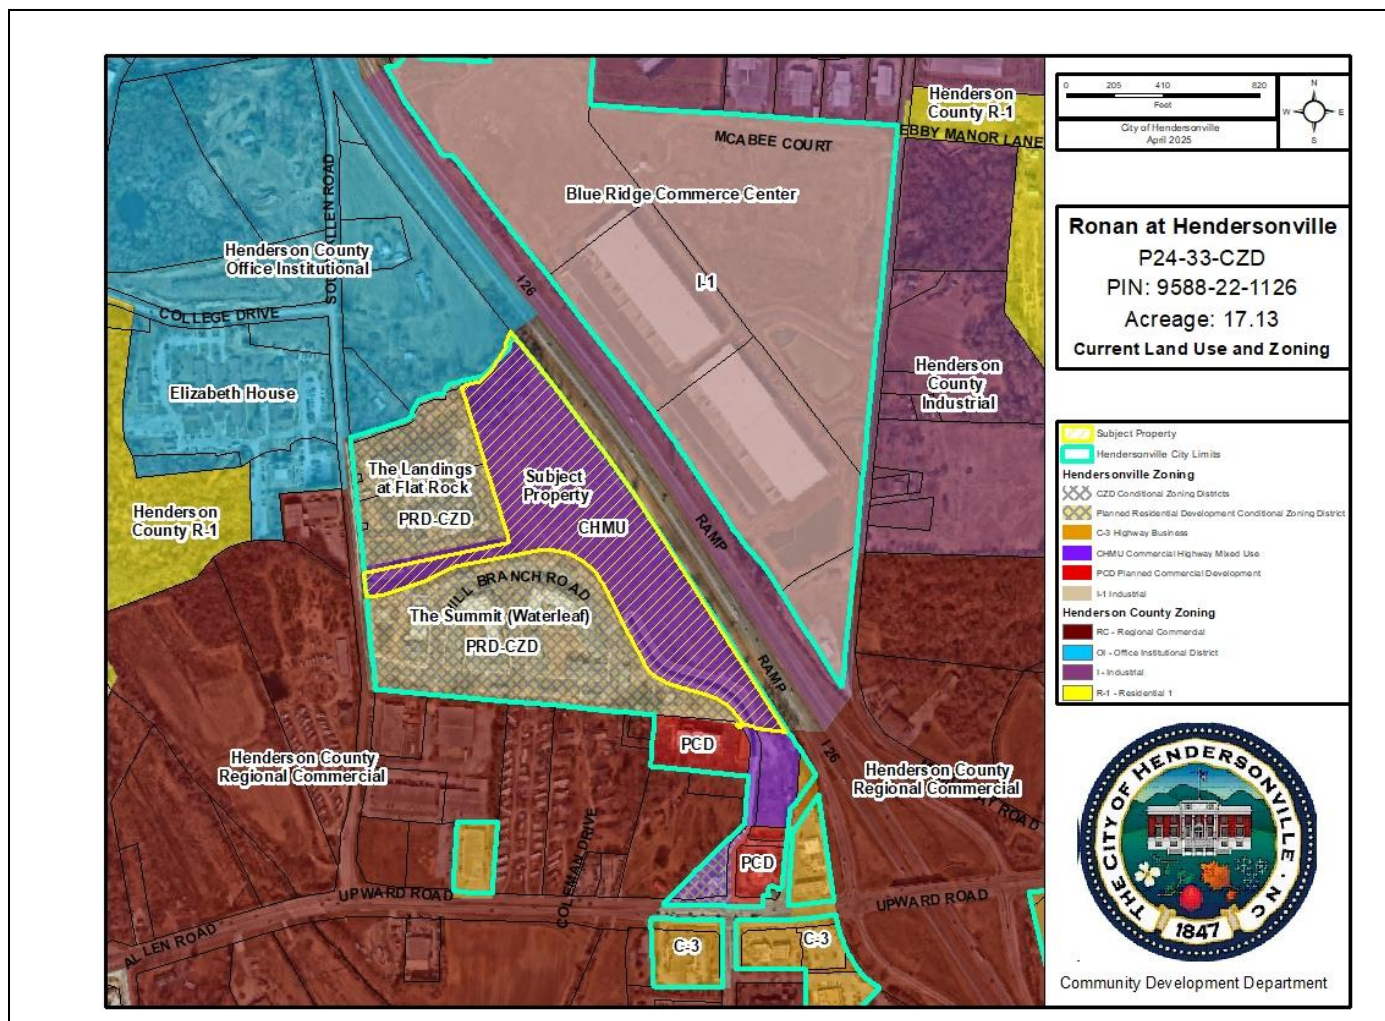 Henderson
County R-1
EBBY MANOR LANE
MCABEE COURT
Blue Ridge Commerce Center
I-1
I 26
Henderson County
Office Institutional
COLLEGE DRIVE
Elizabeth House
Henderson
County
Industrial
The Landings
at Flat Rock
PRD-CZD
Subject
Property
CHMU
Henderson
County R-1
RAMP
The Summit (Waterleaf)
PRD-CZD
BRANCH ROAD
RAMP
PCD
I 26
Henderson County
Regional Commercial
Henderson County
Regional Commercial
COLEMAN DRIVE
PCD
UPWARD ROAD
UPWARD ROAD
ALLEN ROAD
C-3
C-3
0 205 410 820
Feet
City of Hendersonville
April 2025
N
W E
S
Ronan at Hendersonville
P24-33-CZD
PIN: 9588-22-1126
Acreage: 17.13
Current Land Use and Zoning
Subject Property
Hendersonville City Limits
Hendersonville Zoning
CZD Conditional Zoning Districts
Planned Residential Development Conditional Zoning District
C-3 Highway Business
CHMU Commercial Highway Mixed Use
PCD Planned Commercial Development
I-1 Industrial
Henderson County Zoning
RC - Regional Commercial
OI - Office Institutional District
I - Industrial
R-1 - Residential 1
THE CITY OF HENDERSONVILLE · NC
1847
Community Development Department